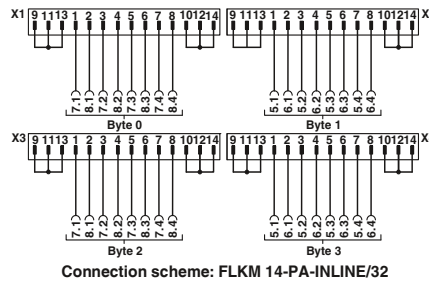 X1 9 11 13 1 2 3 4 5 6 7 8 10 12 14 9 11 13 1 2 3 4 5 6 7 8 10 12 14 X
7.1 8.1 7.2 8.2 7.3 8.3 7.4 8.4 5.1 6.1 5.2 6.2 5.3 6.3 5.4 6.4
Byte 0 Byte 1
X3 9 11 13 1 2 3 4 5 6 7 8 10 12 14 9 11 13 1 2 3 4 5 6 7 8 10 12 14 X
7.1 8.1 7.2 8.2 7.3 8.3 7.4 8.4 5.1 6.1 5.2 6.2 5.3 6.3 5.4 6.4
Byte 2 Byte 3
Connection scheme: FLKM 14-PA-INLINE/32